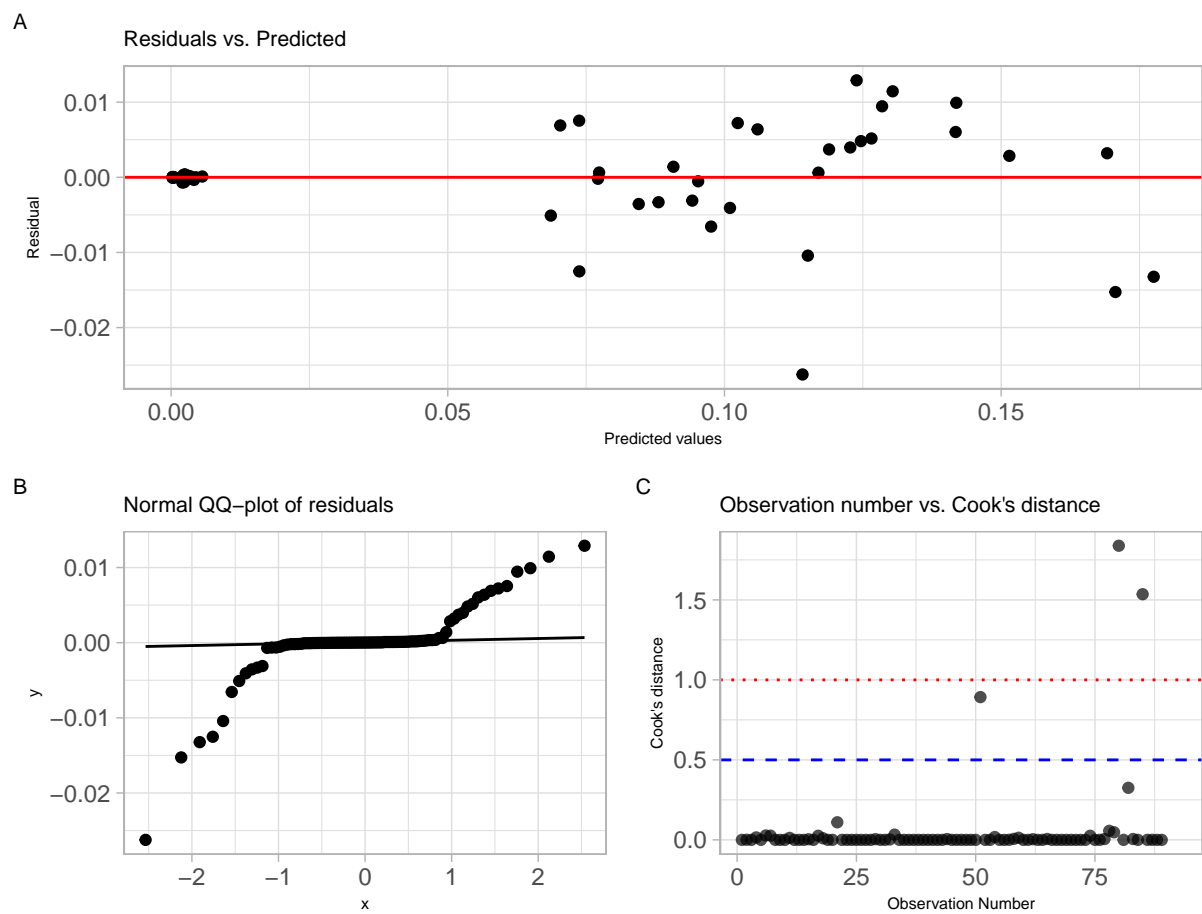 A
Residuals vs. Predicted
0.01
0.00
−0.01
−0.02
Residual
0.00 0.05 0.10 0.15
Predicted values
B
Normal QQ−plot of residuals
0.01
0.00
−0.01
−0.02
y
−2 −1 0 1 2
x
C
Observation number vs. Cook's distance
1.5
1.0
0.5
0.0
Cook's distance
0 25 50 75
Observation Number